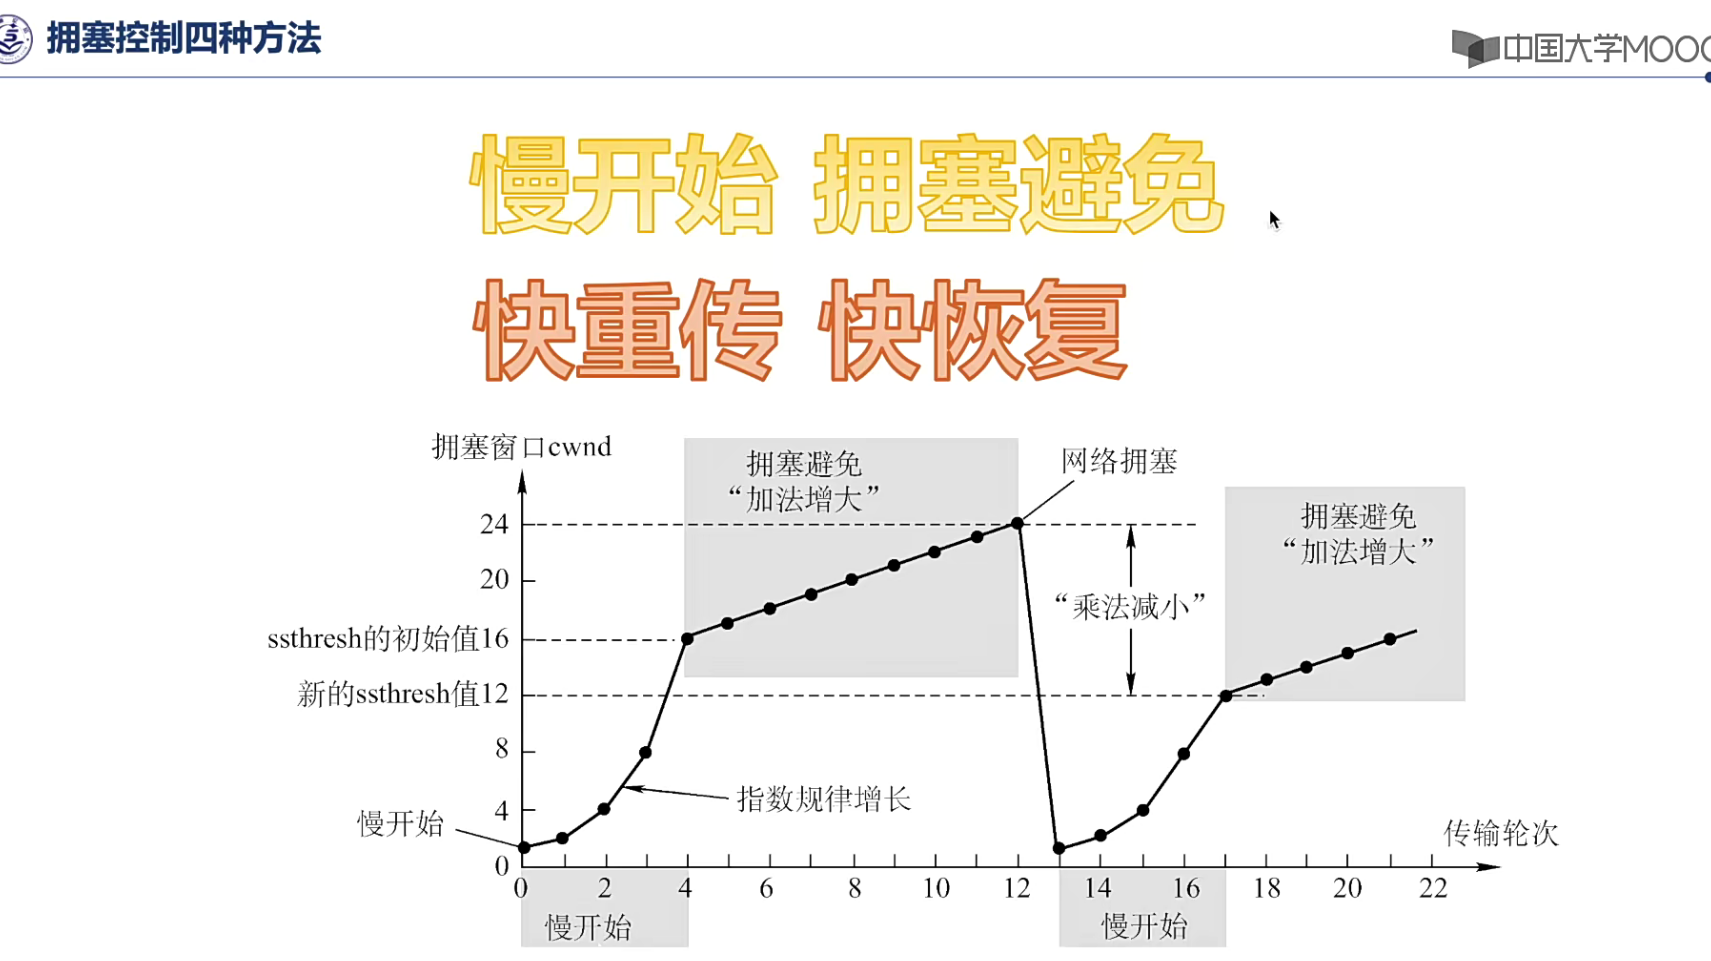 拥塞控制四种方法
中国大学MOOC
慢开始 拥塞避免
快重传 快恢复
拥塞窗口cwnd
拥塞避免
“加法增大”
网络拥塞
拥塞避免
“加法增大”
24
20
“乘法减小”
ssthresh的初始值16
新的ssthresh值12
8
指数规律增长
4
慢开始
传输轮次
0
0 2 4 6 8 10 12 14 16 18 20 22
慢开始
慢开始